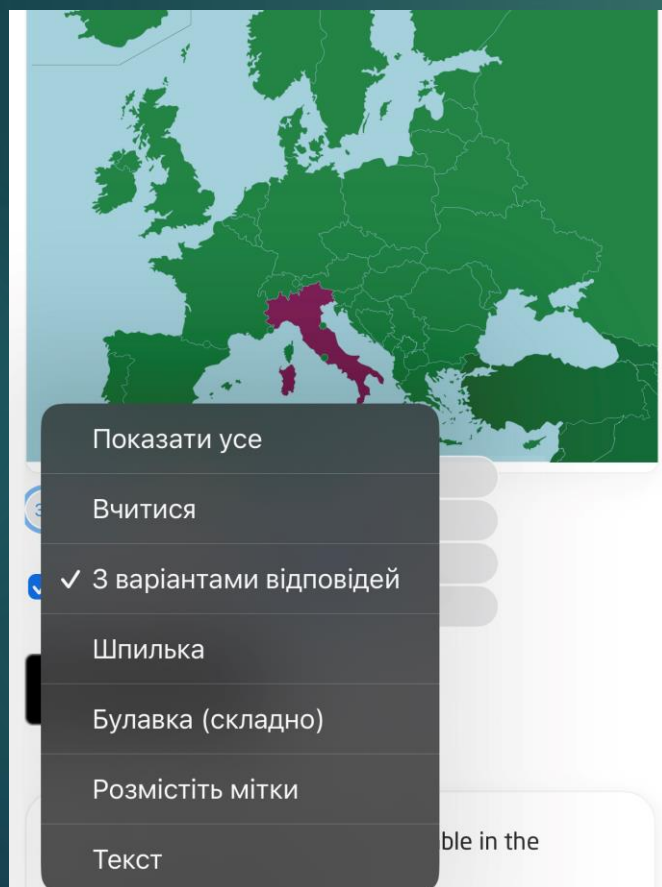 Показати усе
Вчитися
✓ З варіантами відповідей
Шпилька
Булавка (складно)
Розмістіть мітки
ble in the
Текст